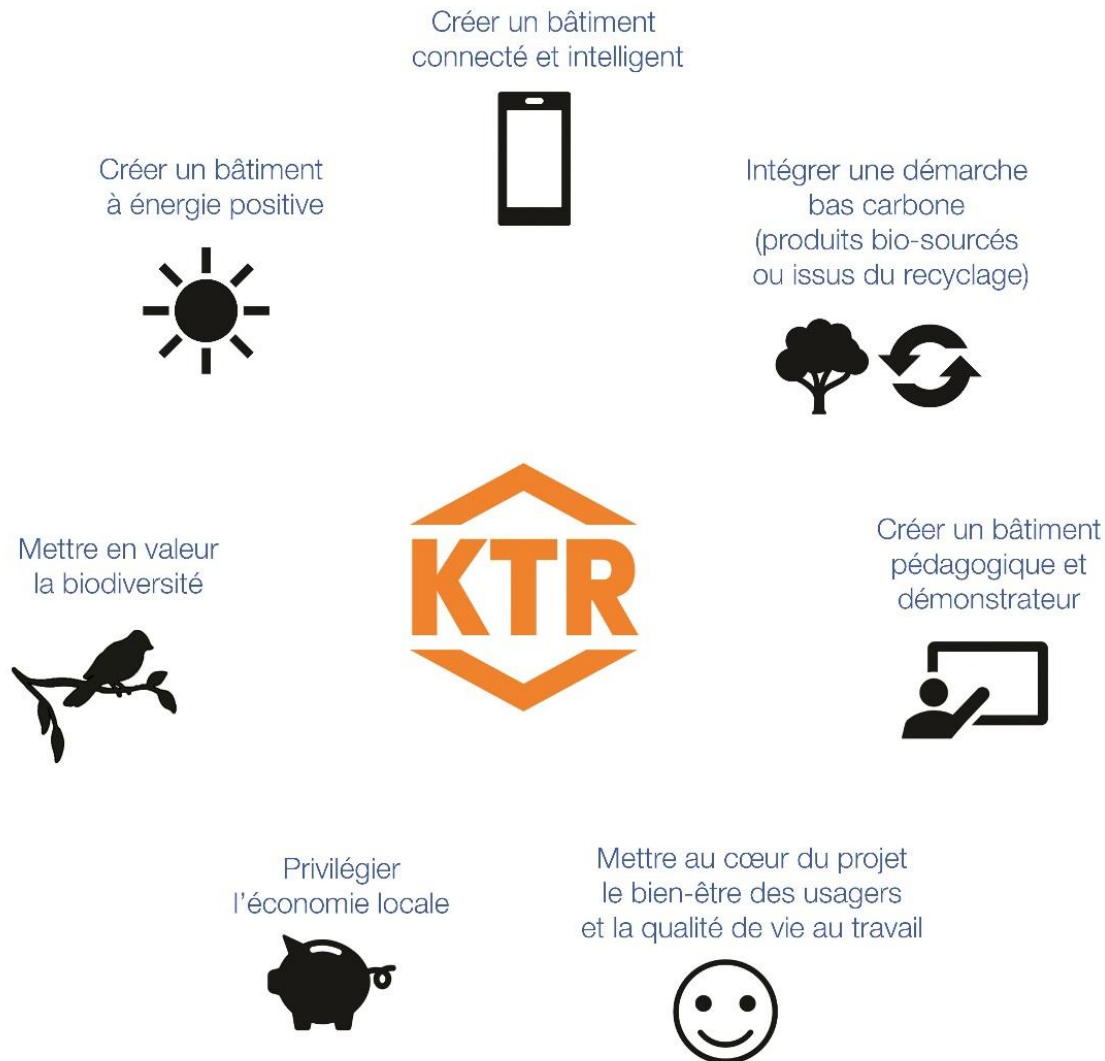 Créer un bâtiment
connecté et intelligent
Créer un bâtiment
à énergie positive
Intégrer une démarche
bas carbone
(produits bio-sourcés
ou issus du recyclage)
KTR
Mettre en valeur
la biodiversité
Créer un bâtiment
pédagogique et
démonstrateur
Privilégier
l'économie locale
Mettre au cœur du projet
le bien-être des usagers
et la qualité de vie au travail